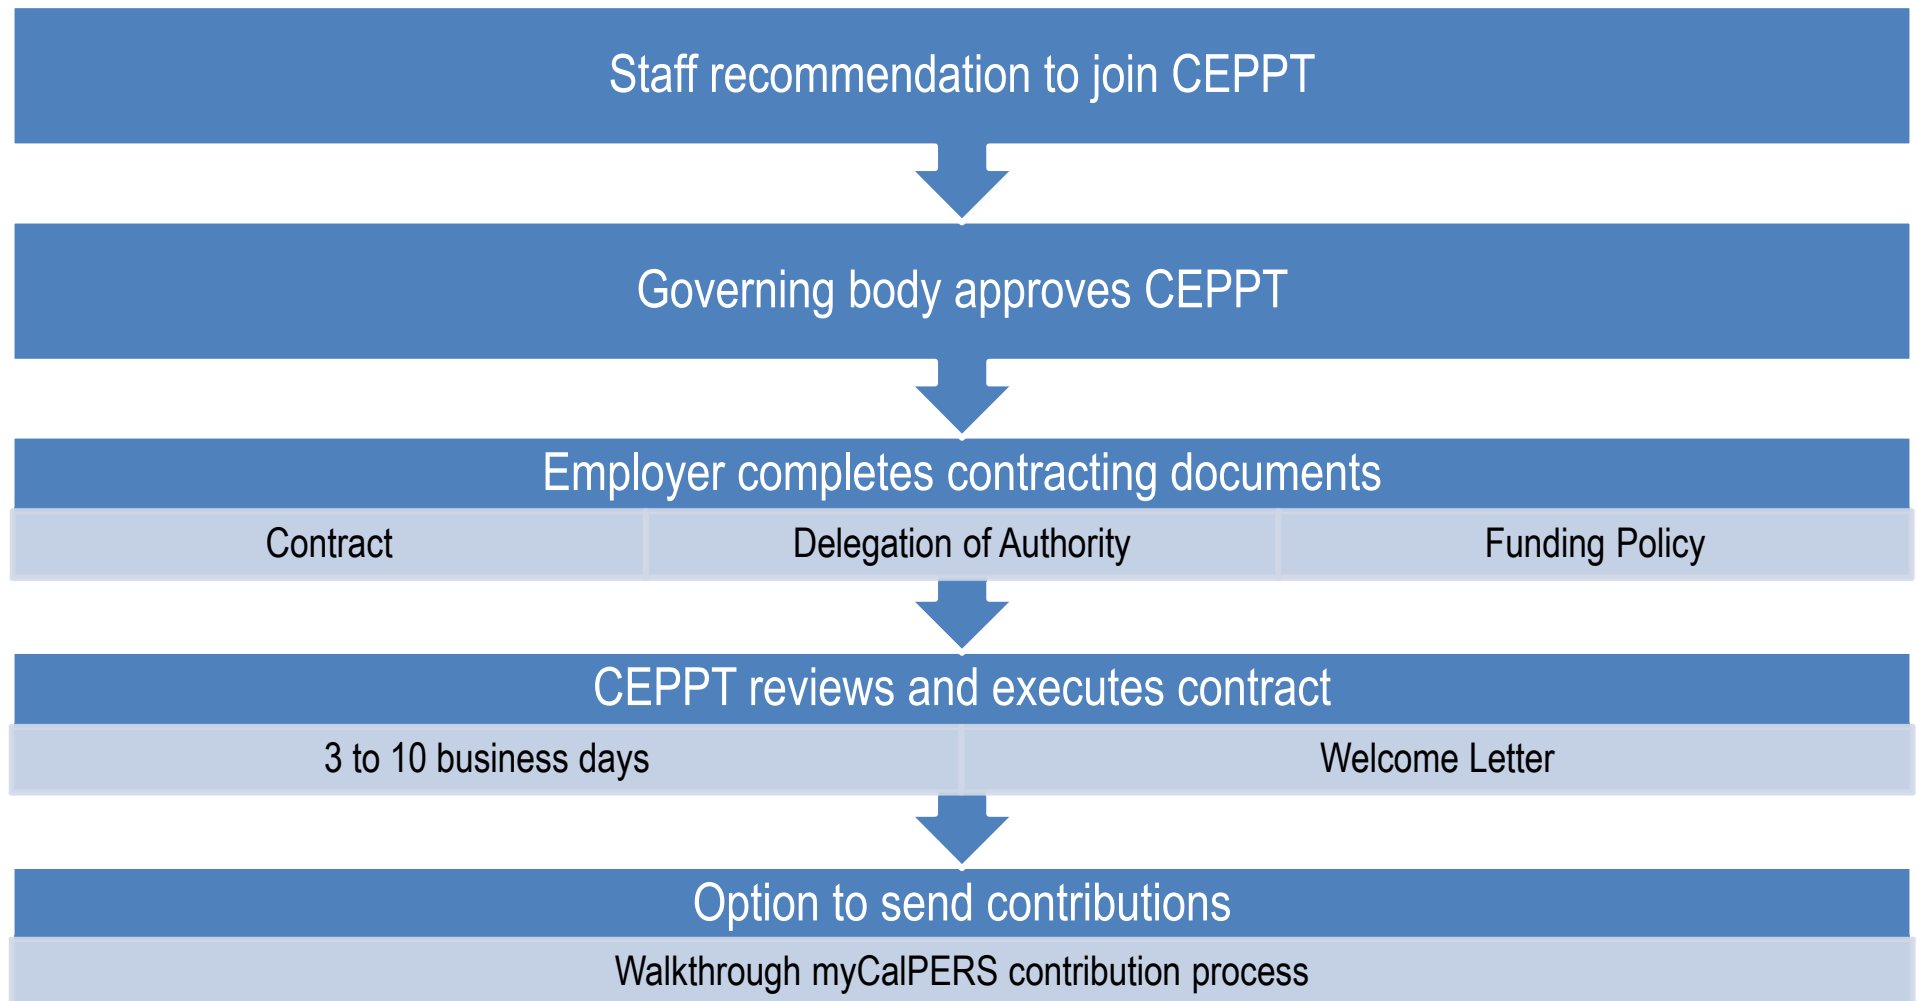 Staff recommendation to join CEPPT
Governing body approves CEPPT
Employer completes contracting documents
Contract
Delegation of Authority
Funding Policy
CEPPT reviews and executes contract
3 to 10 business days
Welcome Letter
Option to send contributions
Walkthrough myCalPERS contribution process